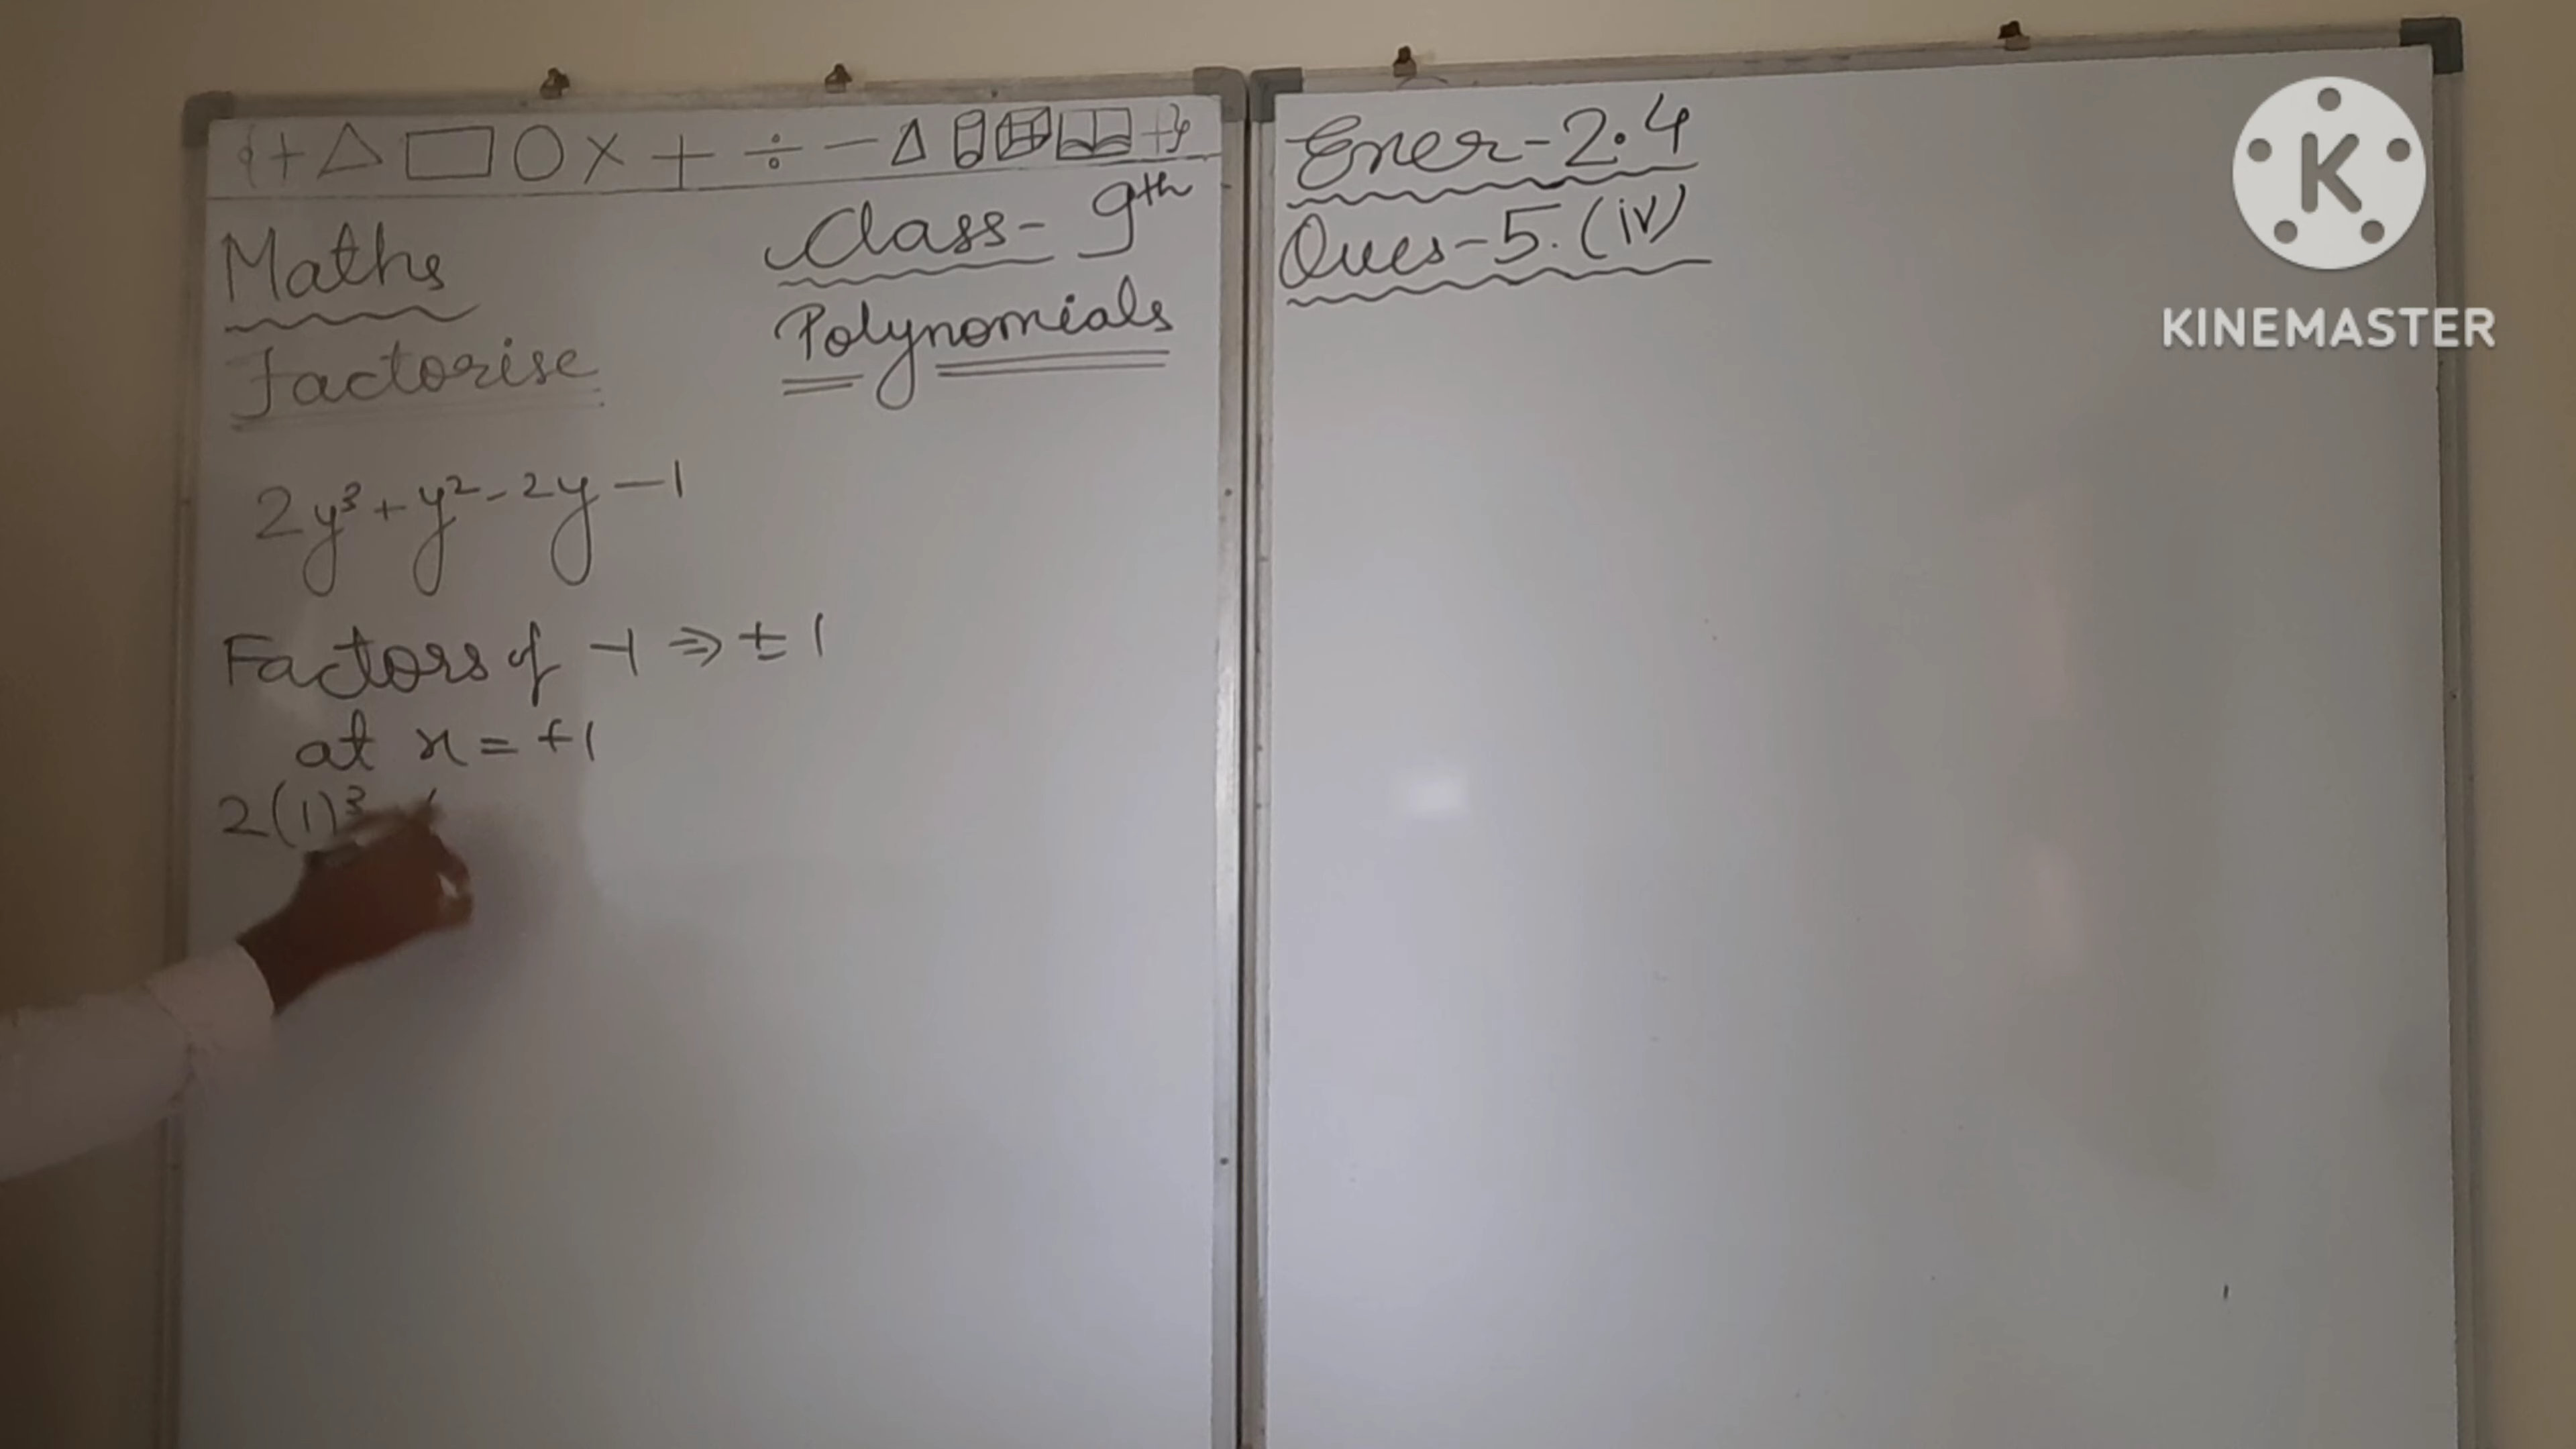 Maths
Class- 9th
Factorise
Polynomials
2y³+y²-2y-1
Factors of -1 ⇒ ± 1
at x = +1
2(1)³
Exer-2.4
Ques-5.(iv)
K
KINEMASTER